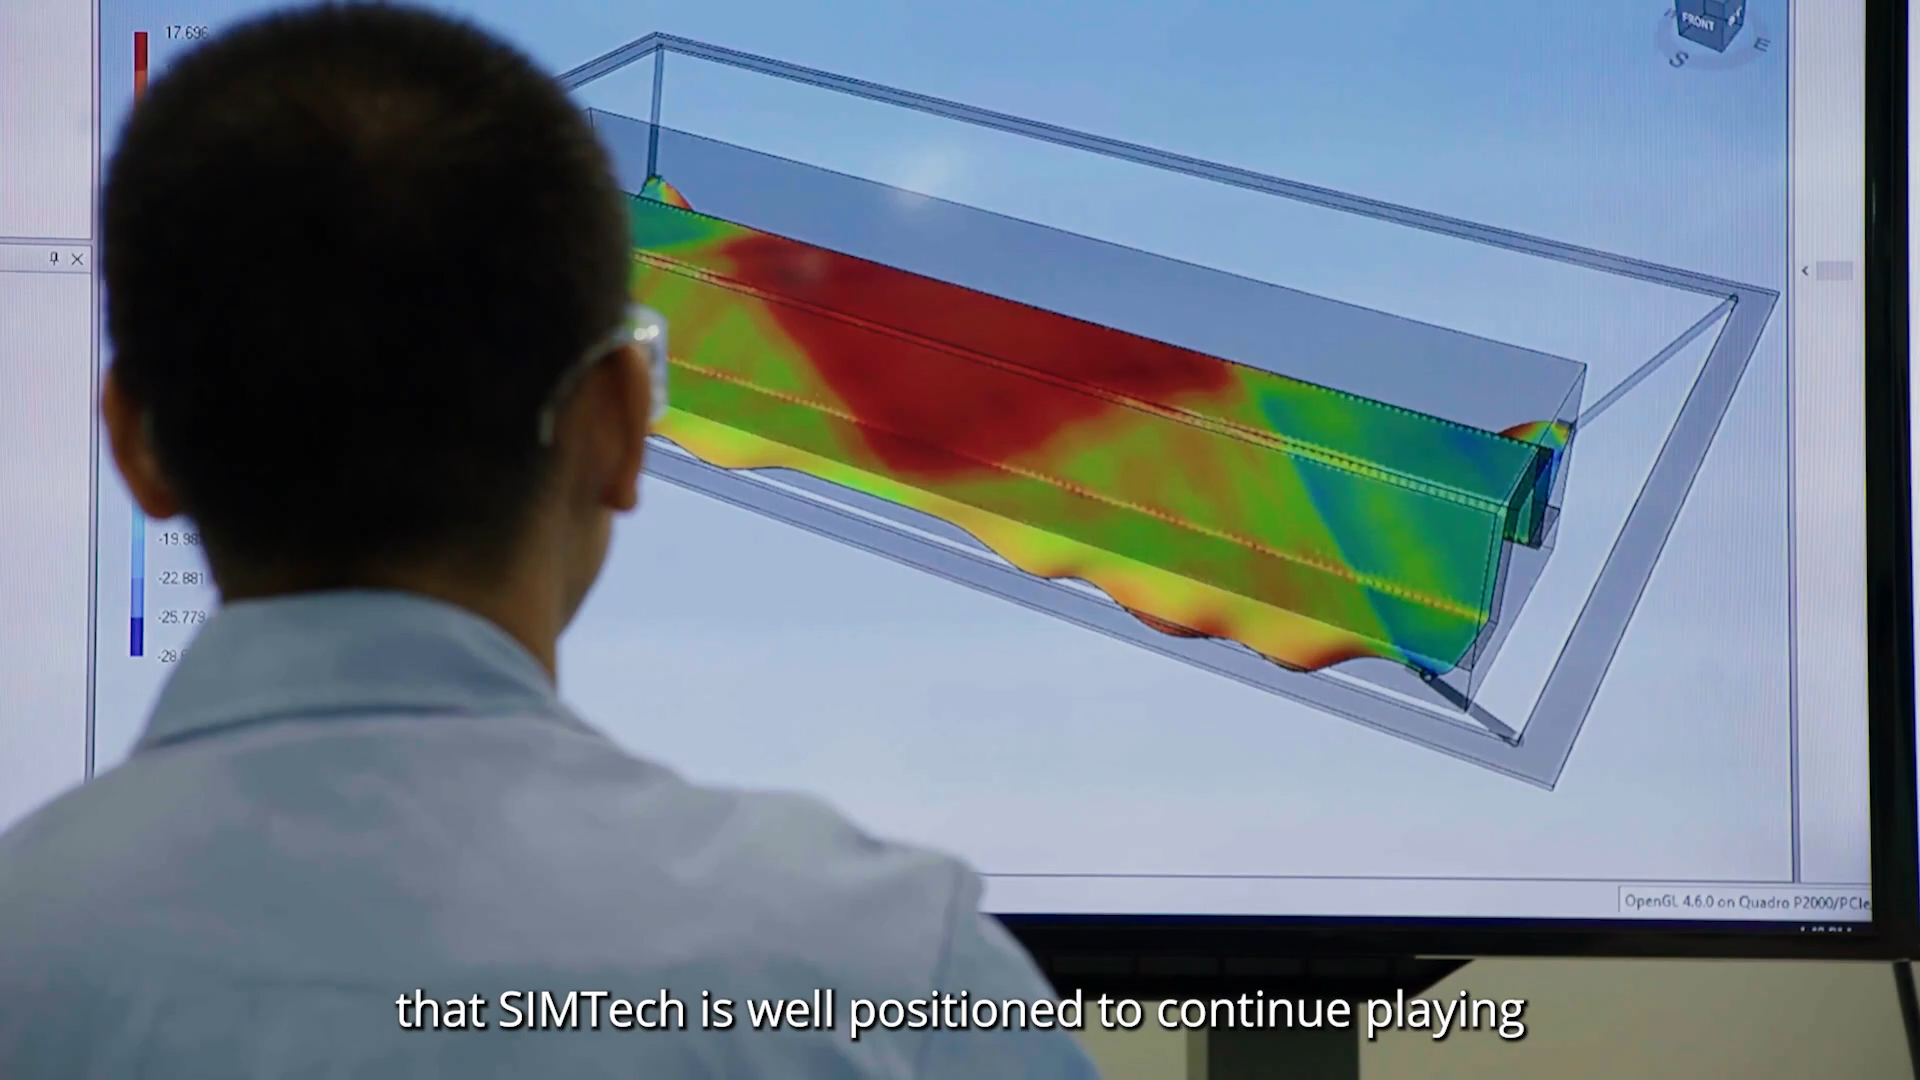 17.696
FRONT
S
E
-19.98
-22.881
-25.779
-28.
OpenGL 4.6.0 on Quadro P2000/PCIe
that SIMTech is well positioned to continue playing